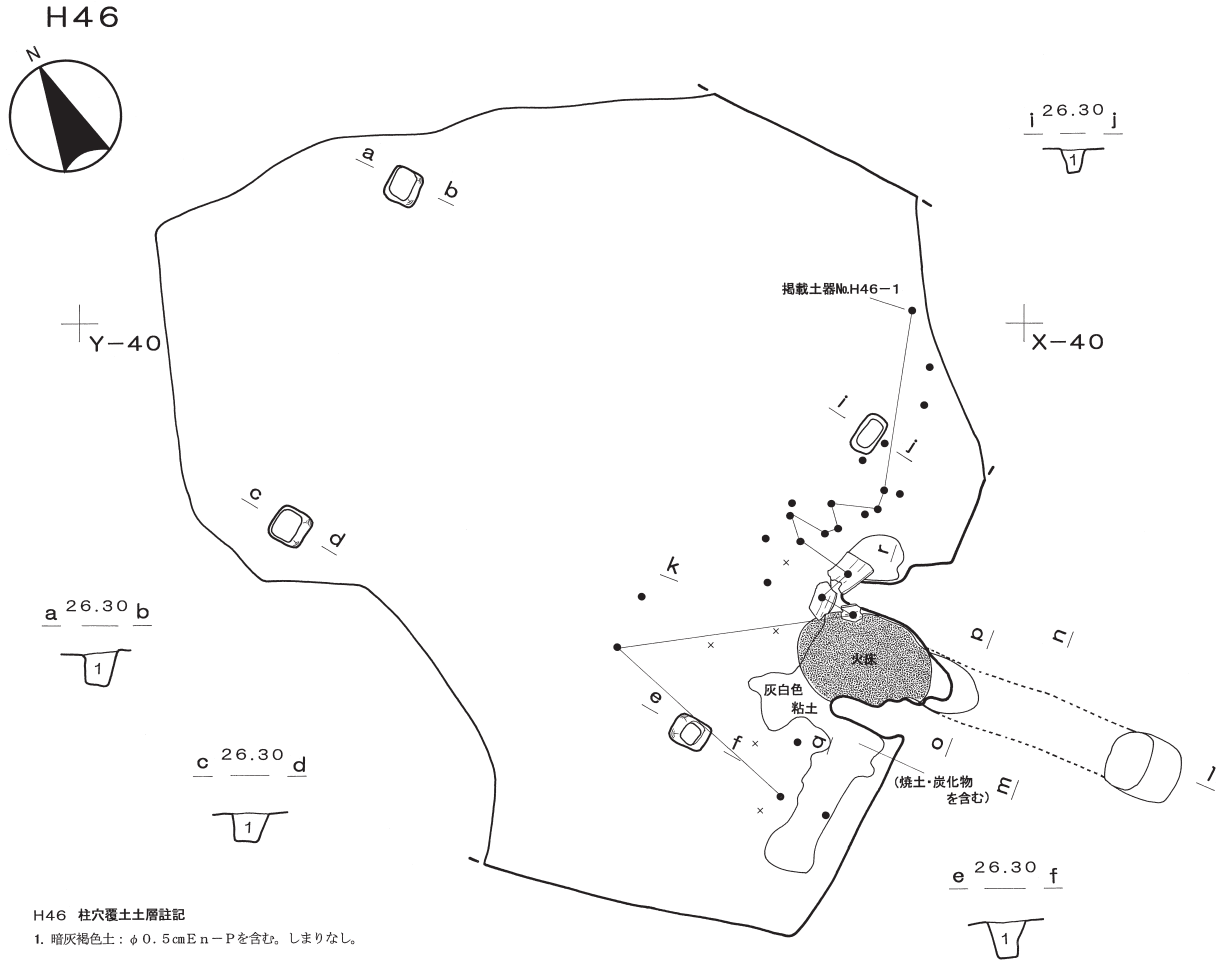 H46
N
a
b
i 26.30 j
1
掲載土器№H46－1
Y－40
X－40
i
j
c
d
k
r
a 26.30 b
1
p
n
火床
灰白色
粘土
e
f
q
o
(焼土・炭化物
を含む)
m
l
c 26.30 d
1
e 26.30 f
1
H46 柱穴覆土土層註記
1. 暗灰褐色土：φ0.5㎝En－Pを含む。しまりなし。